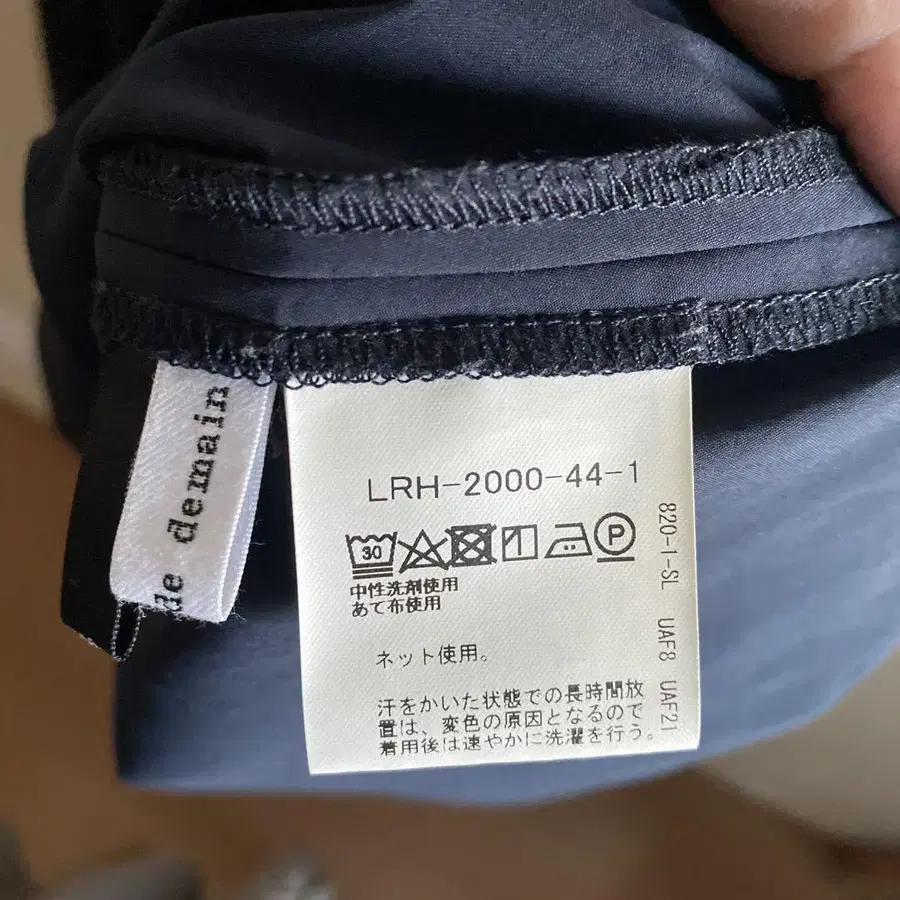 de demain
LRH-2000-44-1
30
P
中性洗剤使用
あて布使用
ネット使用。
汗をかいた状態での長時間放
置は、変色の原因となるので
着用後は速やかに洗濯を行う。
820-1-SL UAF8 UAF21